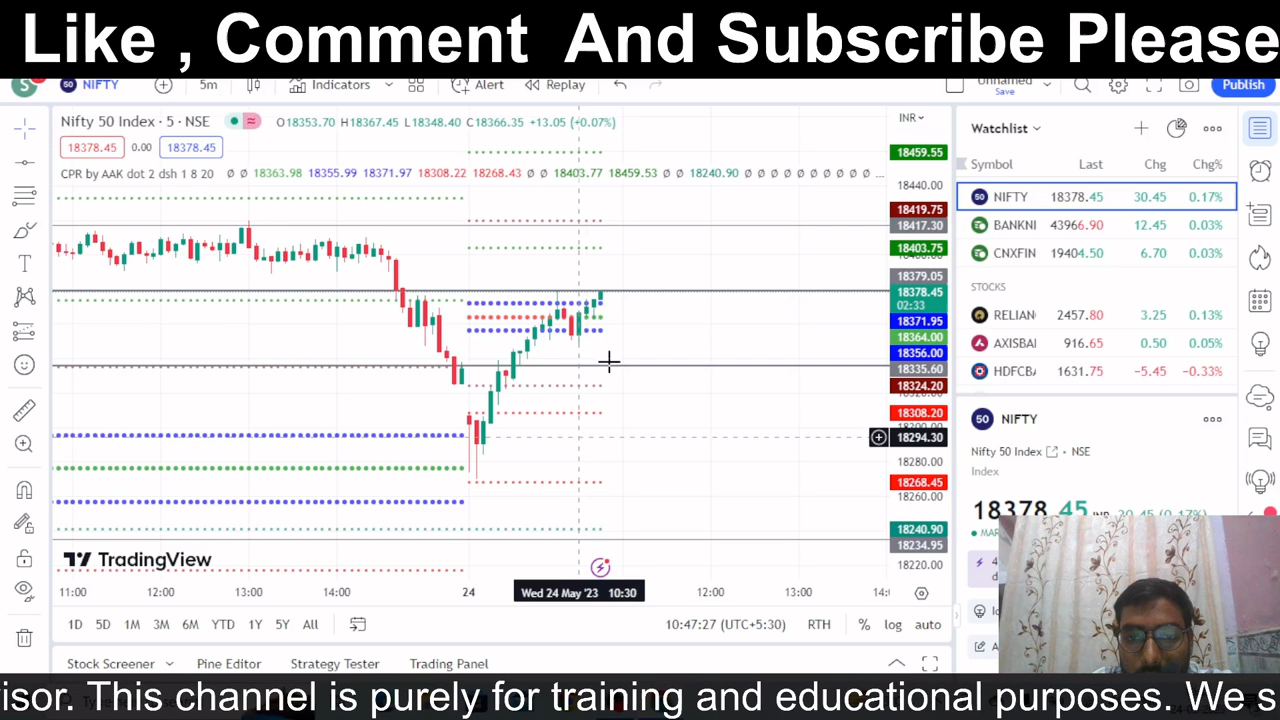 Like , Comment And Subscribe Please
S NIFTY 5m Indicators Alert Replay Unnamed Save Publish
Nifty 50 Index · 5 · NSE O18353.70 H18367.45 L18348.40 C18366.35 +13.05 (+0.07%) INR
18378.45 0.00 18378.45
CPR by AAK dot 2 dsh 1 8 20 ∅ ∅ 18363.98 18355.99 18371.97 18308.22 18268.43 ∅ ∅ 18403.77 18459.53 ∅ ∅ 18240.90 ∅ ∅ ∅ ∅ ∅ ∅ ∅ ∅ ∅ ...
18459.55
18440.00
18419.75
18417.30
18403.75
18379.05
18378.45
02:33
18371.95
18364.00
18356.00
18335.60
18324.20
18308.20
18294.30
18280.00
18268.45
18260.00
18240.90
18234.95
18220.00
TradingView
11:00 12:00 13:00 14:00 24 Wed 24 May '23 10:30 12:00 13:00
1D 5D 1M 3M 6M YTD 1Y 5Y All 10:47:27 (UTC+5:30) RTH % log auto
Stock Screener Pine Editor Strategy Tester Trading Panel
Watchlist
Symbol Last Chg Chg%
50 NIFTY 18378.45 30.45 0.17%
BANKNI 43966.90 12.45 0.03%
CNXFIN 19404.50 6.70 0.03%
STOCKS
RELIAN 2457.80 3.25 0.13%
AXISBAI 916.65 0.50 0.05%
HDFCBA 1631.75 −5.45 −0.33%
50 NIFTY
Nifty 50 Index · NSE
Index
18378.45
isor. This channel is purely for training and educational purposes. We s